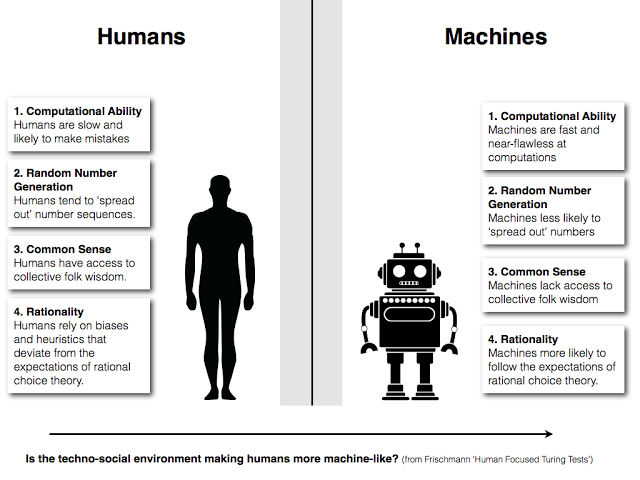 Humans
Machines
1. Computational Ability
Humans are slow and
likely to make mistakes
2. Random Number
Generation
Humans tend to 'spread
out' number sequences.
3. Common Sense
Humans have access to
collective folk wisdom.
4. Rationality
Humans rely on biases
and heuristics that
deviate from the
expectations of rational
choice theory.
1. Computational Ability
Machines are fast and
near-flawless at
computations
2. Random Number
Generation
Machines less likely to
'spread out' numbers
3. Common Sense
Machines lack access to
collective folk wisdom
4. Rationality
Machines more likely to
follow the expectations of
rational choice theory.
Is the techno-social environment making humans more machine-like? (from Frischmann 'Human Focused Turing Tests')